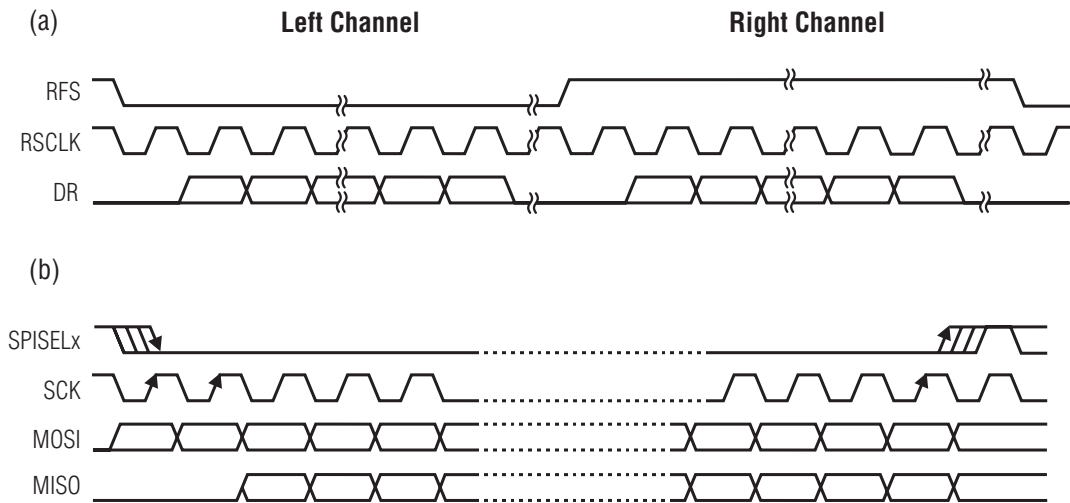 (a)
Left Channel Right Channel
RFS
RSCLK
DR
(b)
SPISELx
SCK
MOSI
MISO